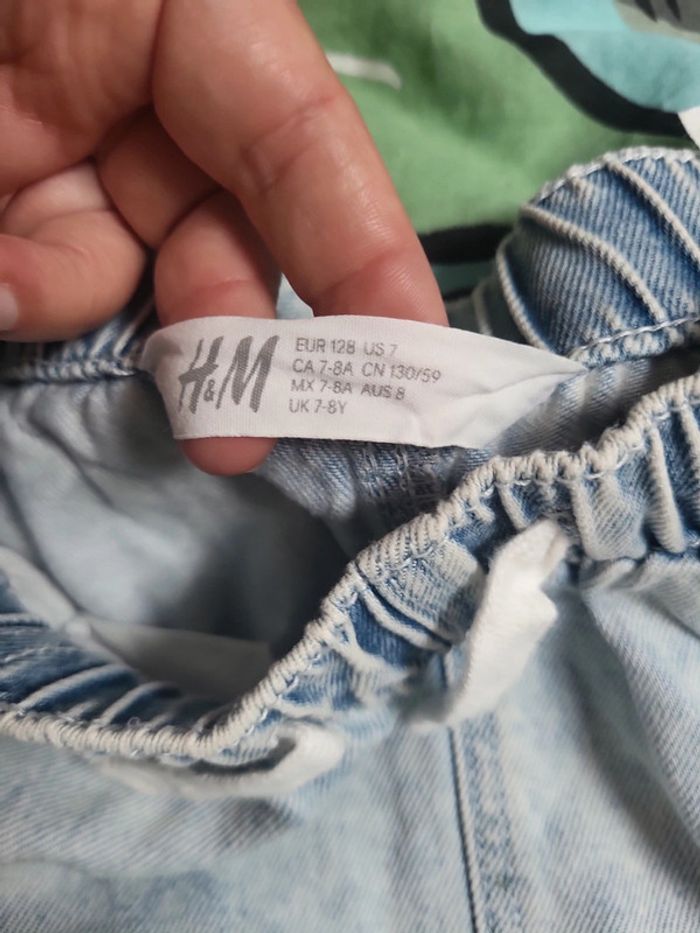 H&M
EUR 128 US 7
CA 7-8A CN 130/59
MX 7-8A AUS 8
UK 7-8Y